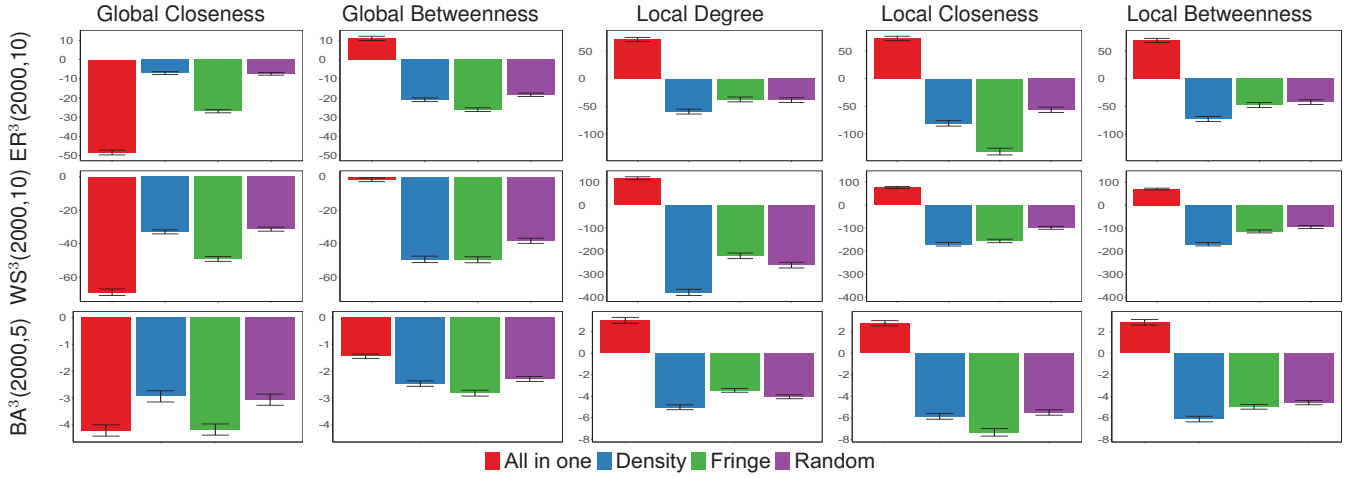 Global Closeness Global Betweenness Local Degree Local Closeness Local Betweenness
ER³(2000,10)
10 0 -10 -20 -30 -40 -50
10 0 -10 -20 -30 -40 -50
50 0 -50 -100
50 0 -50 -100
50 0 -50 -100
WS³(2000,10)
0 -20 -40 -60
0 -20 -40 -60
100 0 -100 -200 -300 -400
100 0 -100 -200 -300 -400
100 0 -100 -200 -300 -400
BA³(2000,5)
0 -1 -2 -3 -4
0 -1 -2 -3 -4
2 0 -2 -4 -6 -8
2 0 -2 -4 -6 -8
2 0 -2 -4 -6 -8
All in one Density Fringe Random